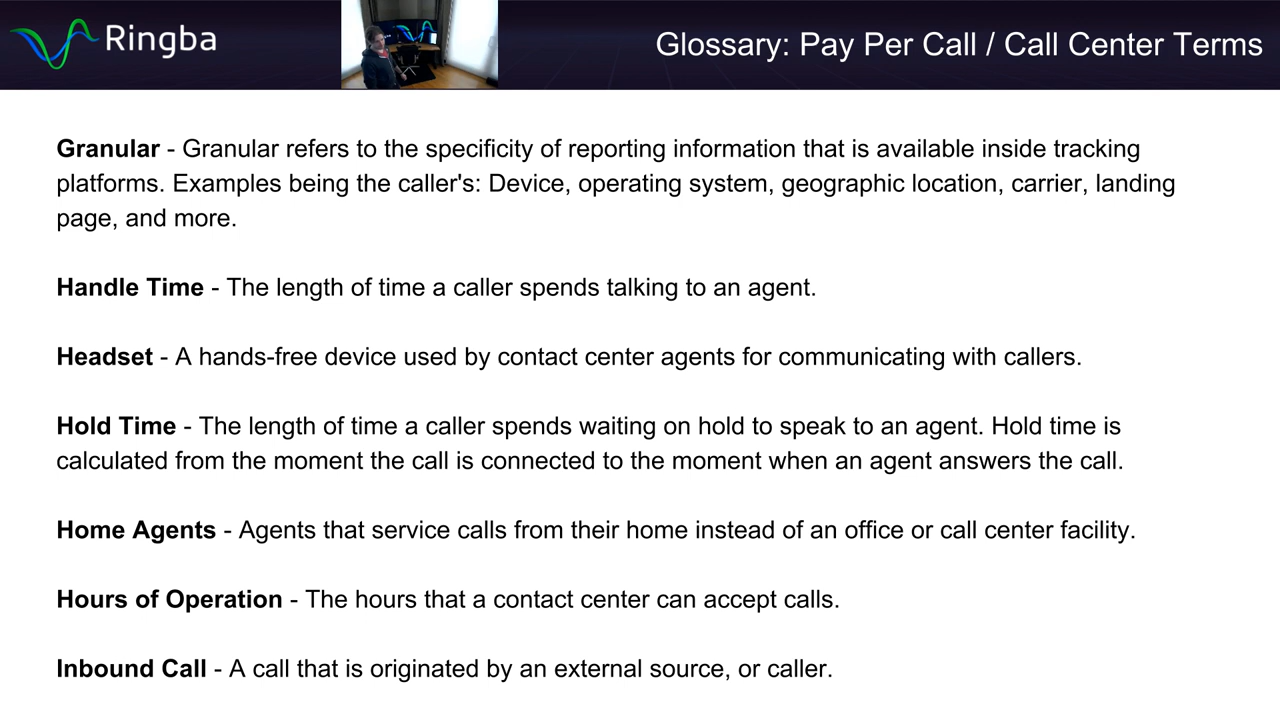 Ringba
Glossary: Pay Per Call / Call Center Terms
Granular - Granular refers to the specificity of reporting information that is available inside tracking
platforms. Examples being the caller's: Device, operating system, geographic location, carrier, landing
page, and more.
Handle Time - The length of time a caller spends talking to an agent.
Headset - A hands-free device used by contact center agents for communicating with callers.
Hold Time - The length of time a caller spends waiting on hold to speak to an agent. Hold time is
calculated from the moment the call is connected to the moment when an agent answers the call.
Home Agents - Agents that service calls from their home instead of an office or call center facility.
Hours of Operation - The hours that a contact center can accept calls.
Inbound Call - A call that is originated by an external source, or caller.